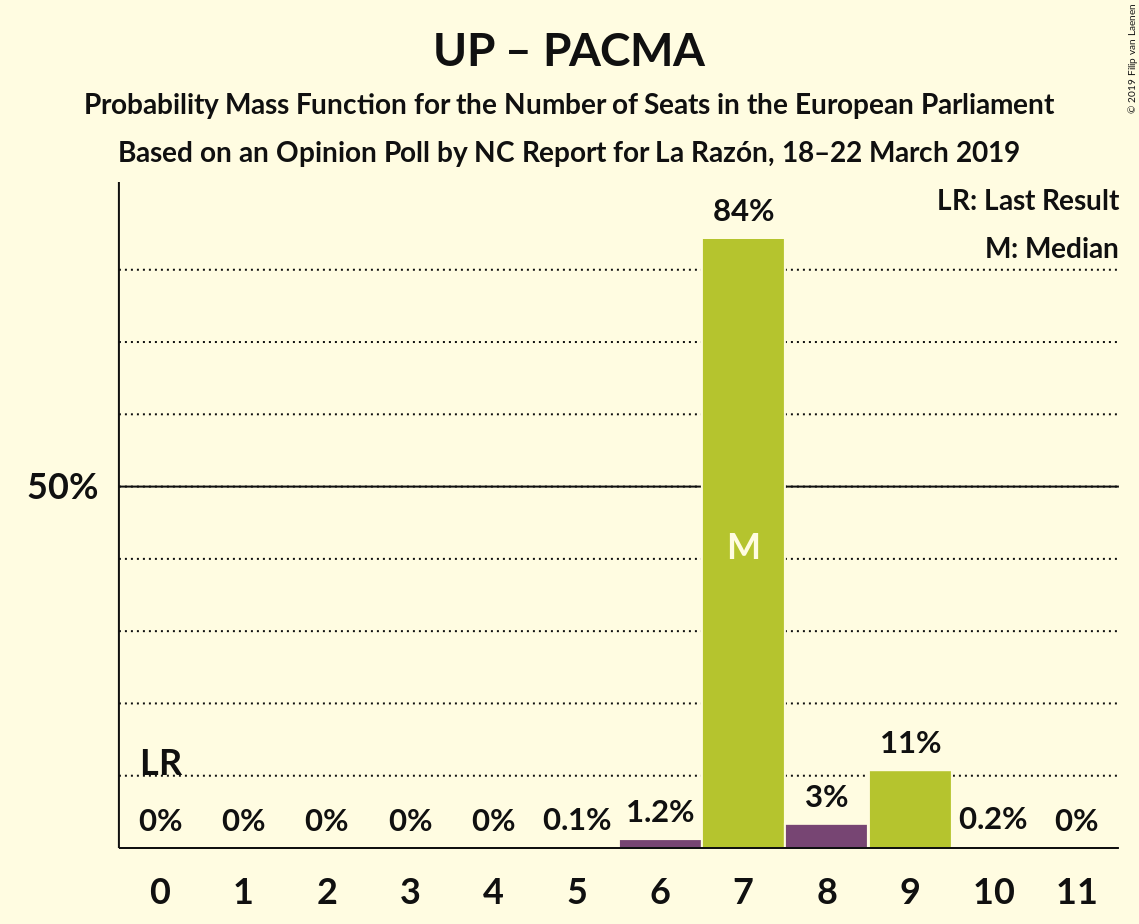 UP – PACMA
Probability Mass Function for the Number of Seats in the European Parliament
Based on an Opinion Poll by NC Report for La Razón, 18–22 March 2019
© 2019 Filip van Laenen
LR: Last Result
M: Median
84%
50%
M
LR
11%
3%
1.2%
0% 0% 0% 0% 0% 0.1% 0.2% 0%
0 1 2 3 4 5 6 7 8 9 10 11